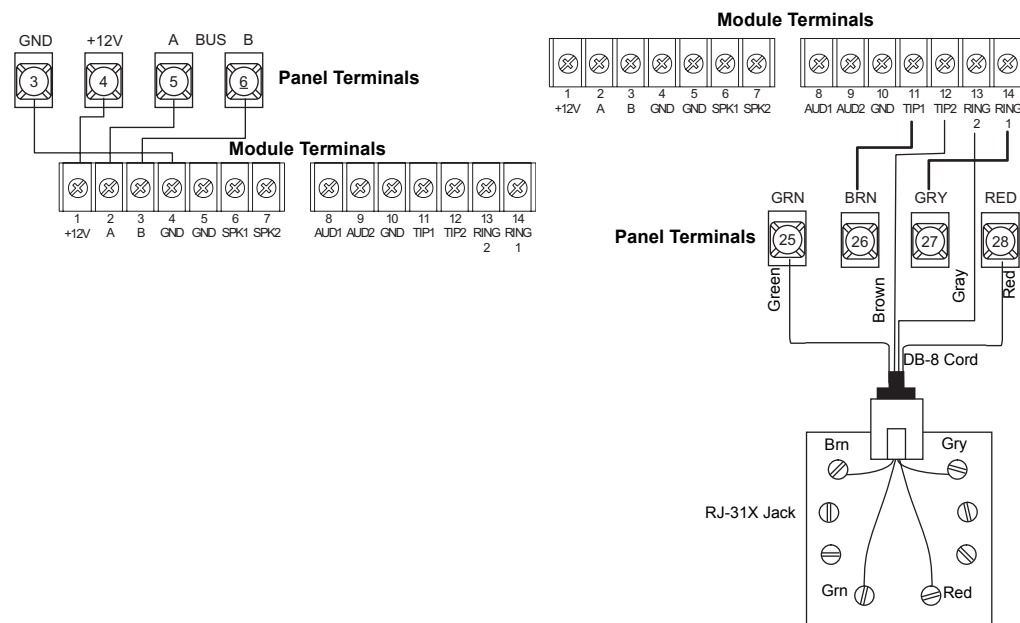 GND +12V A BUS B
3 4 5 6
Panel Terminals
Module Terminals
1 2 3 4 5 6 7 8 9 10 11 12 13 14
+12V A B GND GND SPK1 SPK2 AUD1 AUD2 GND TIP1 TIP2 RING RING
2 1
Module Terminals
1 2 3 4 5 6 7 8 9 10 11 12 13 14
+12V A B GND GND SPK1 SPK2 AUD1 AUD2 GND TIP1 TIP2 RING RING
2 1
GRN BRN GRY RED
Panel Terminals
25 26 27 28
Green
Brown
Gray
Red
DB-8 Cord
Brn Gry
RJ-31X Jack
Grn Red